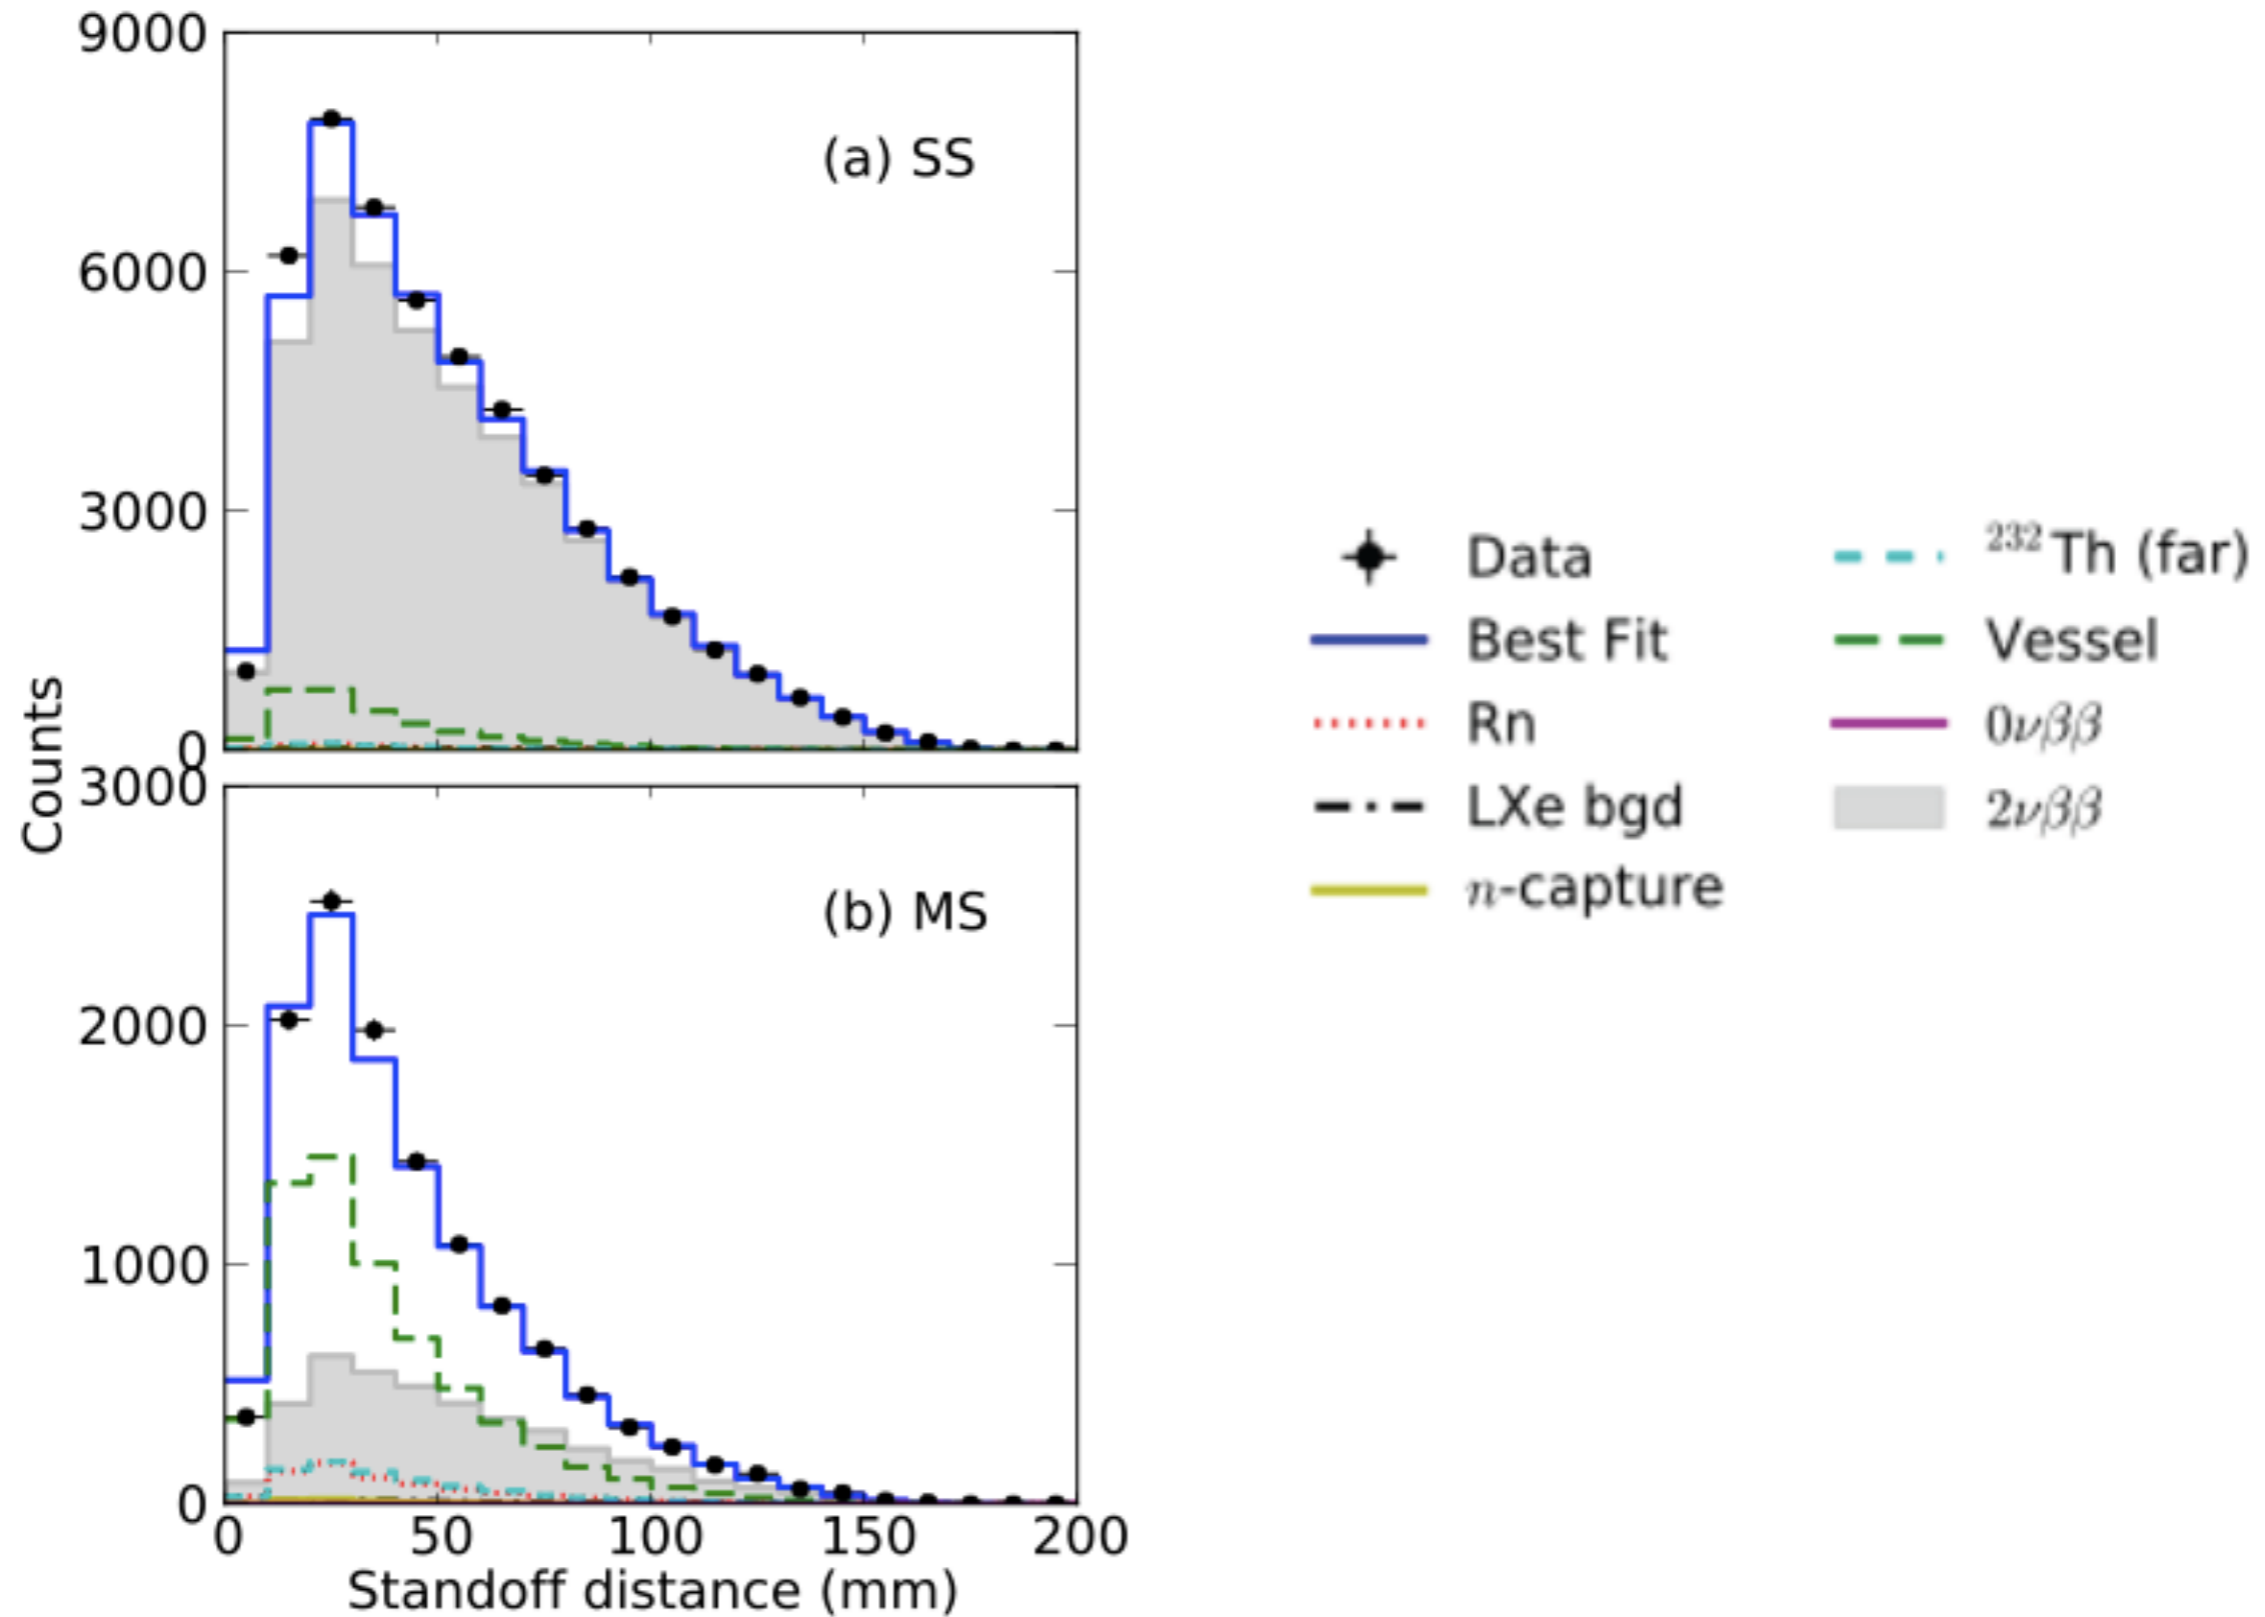 Counts
9000
6000
3000
0
(a) SS
3000
2000
1000
0
(b) MS
0 50 100 150 200
Standoff distance (mm)
Data
Best Fit
Rn
LXe bgd
n-capture
²³²Th (far)
Vessel
0νββ
2νββ